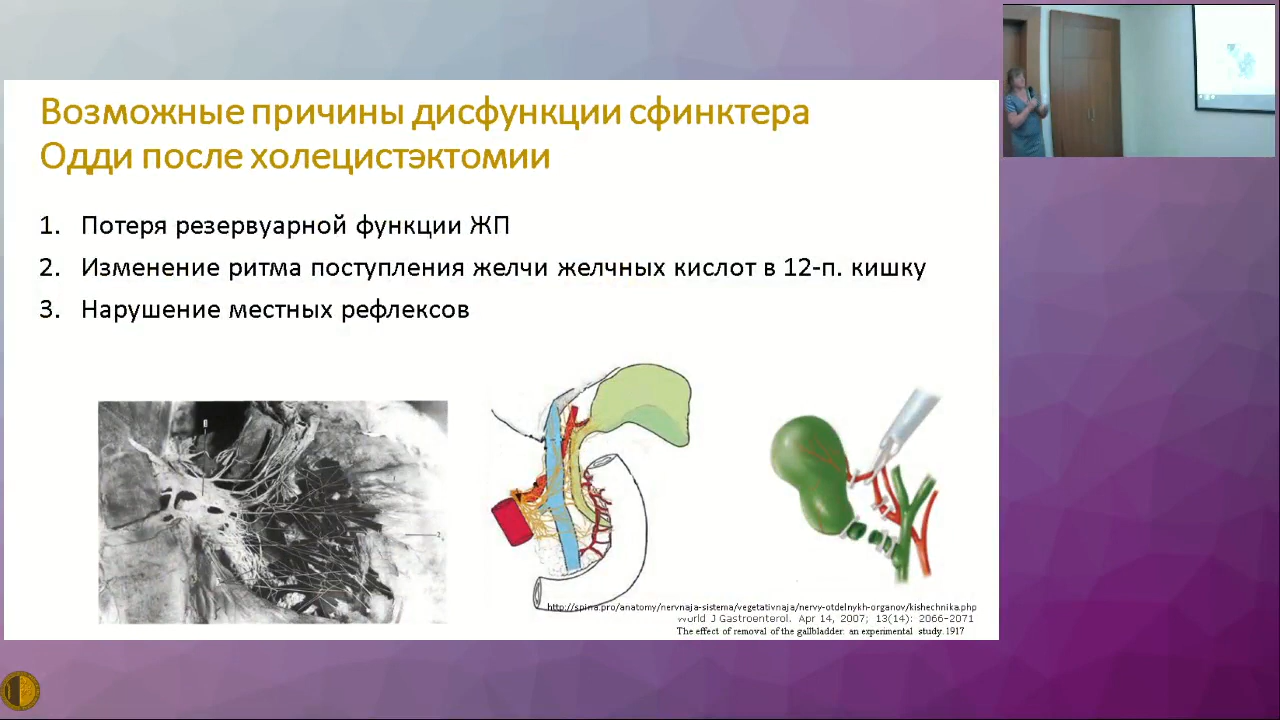 Возможные причины дисфункции сфинктера
Одди после холецистэктомии
1. Потеря резервуарной функции ЖП
2. Изменение ритма поступления желчи желчных кислот в 12-п. кишку
3. Нарушение местных рефлексов
http://spina.pro/anatomy/nervnaja-sistema/vegetativnaja/nervy-otdelnykh-organov/kishechnika.php
World J Gastroenterol. Apr 14, 2007; 13(14): 2066-2071
The effect of removal of the gallbladder: an experimental study.1917